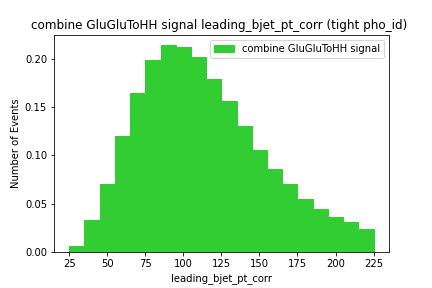 combine GluGluToHH signal leading_bjet_pt_corr (tight pho_id)
combine GluGluToHH signal
Number of Events
0.20
0.15
0.10
0.05
0.00
25 50 75 100 125 150 175 200 225
leading_bjet_pt_corr